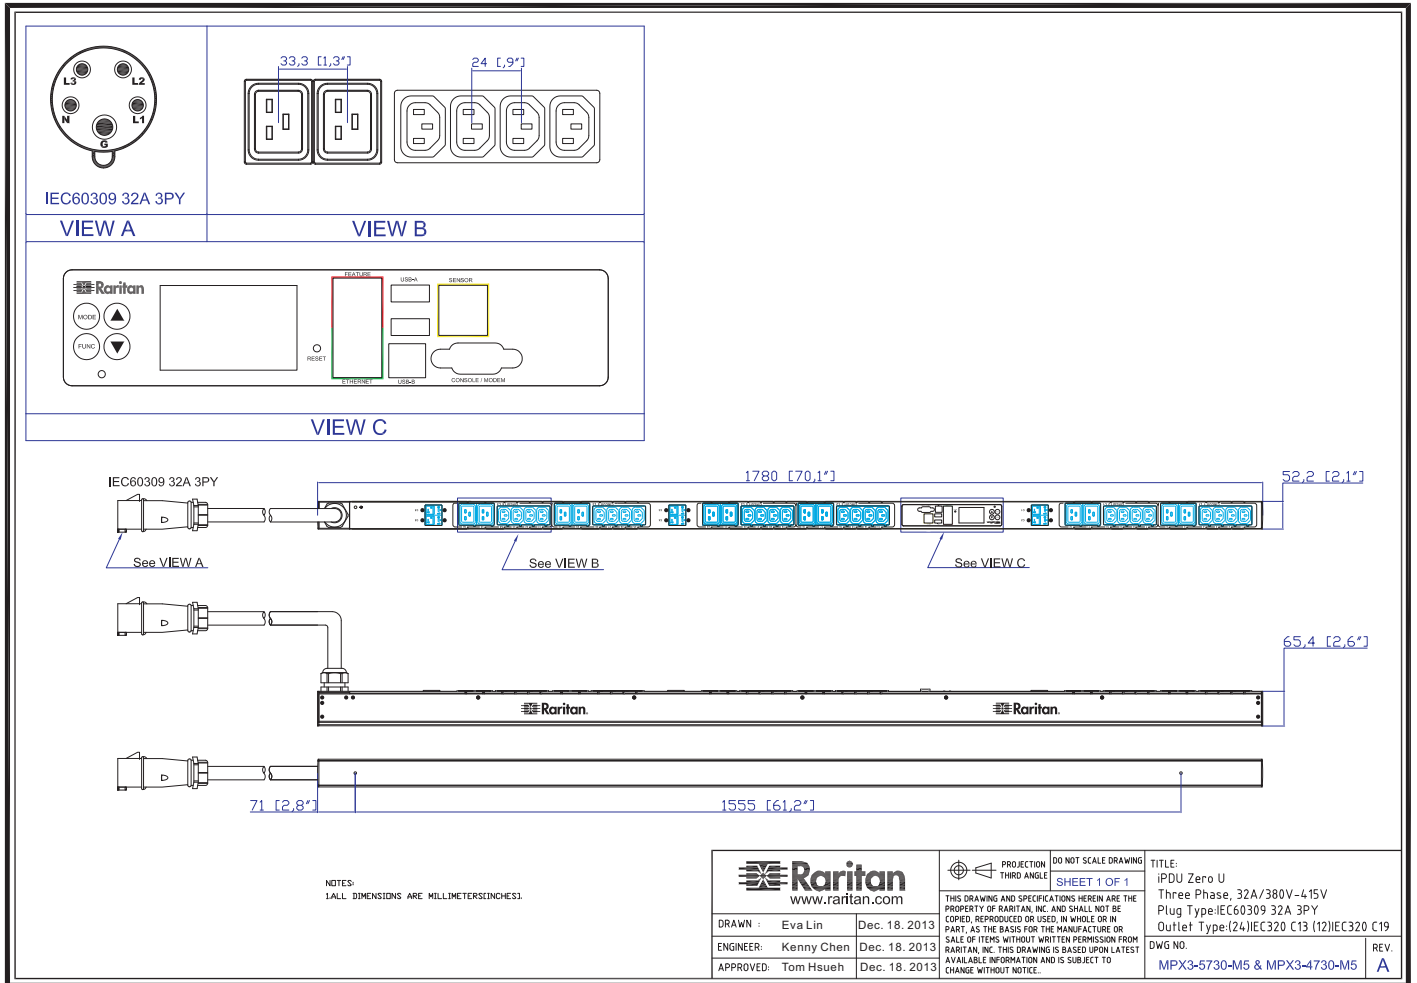 L3
L2
N
L1
G
IEC60309 32A 3PY
VIEW A
33,3 [1,3"]
24 [,9"]
VIEW B
Raritan
MODE
FUNC
RESET
FEATURE
ETHERNET
USB-A
USB-B
SENSOR
CONSOLE / MODEM
VIEW C
IEC60309 32A 3PY
1780 [70,1"]
52,2 [2,1"]
See VIEW A
See VIEW B
See VIEW C
65,4 [2,6"]
Raritan.
Raritan.
71 [2,8"]
1555 [61,2"]
NOTES:
1.ALL DIMENSIONS ARE MILLIMETERS[INCHES].
Raritan
www.raritan.com
DRAWN : Eva Lin Dec. 18. 2013
ENGINEER: Kenny Chen Dec. 18. 2013
APPROVED: Tom Hsueh Dec. 18. 2013
PROJECTION
THIRD ANGLE
DO NOT SCALE DRAWING
SHEET 1 OF 1
THIS DRAWING AND SPECIFICATIONS HEREIN ARE THE
PROPERTY OF RARITAN, INC. AND SHALL NOT BE
COPIED, REPRODUCED OR USED, IN WHOLE OR IN
PART, AS THE BASIS FOR THE MANUFACTURE OR
SALE OF ITEMS WITHOUT WRITTEN PERMISSION FROM
RARITAN, INC. THIS DRAWING IS BASED UPON LATEST
AVAILABLE INFORMATION AND IS SUBJECT TO
CHANGE WITHOUT NOTICE..
TITLE:
iPDU Zero U
Three Phase, 32A/380V-415V
Plug Type:IEC60309 32A 3PY
Outlet Type:(24)IEC320 C13 (12)IEC320 C19
DWG NO.
MPX3-5730-M5 & MPX3-4730-M5
REV.
A